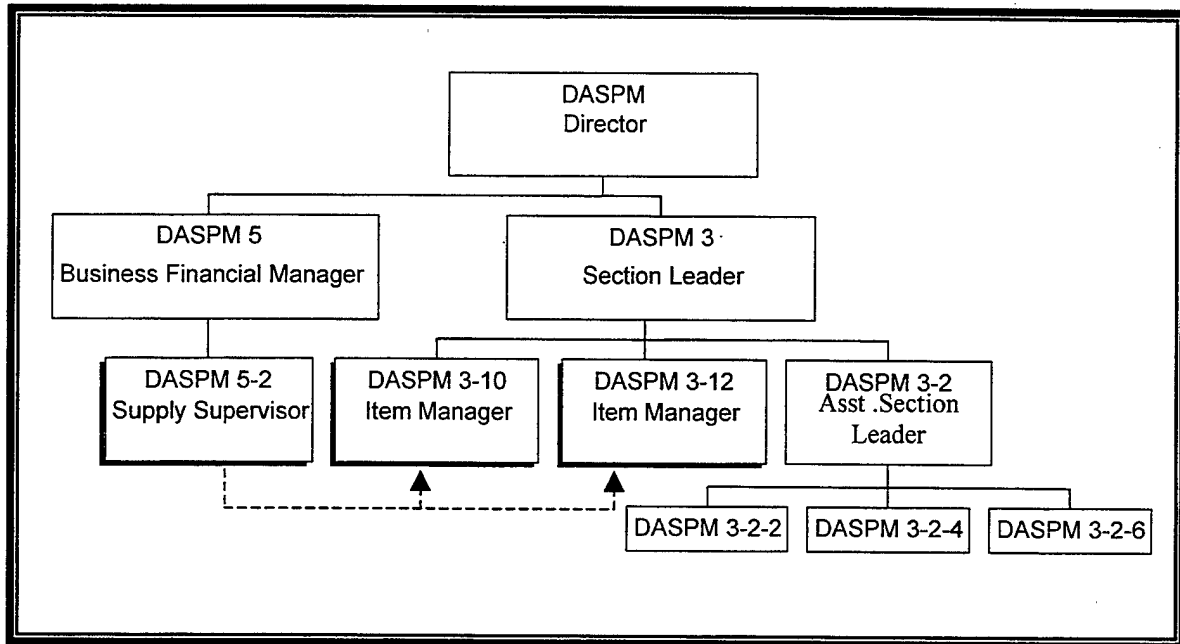 DASPM
Director
DASPM 5
Business Financial Manager
DASPM 3
Section Leader
DASPM 5-2
Supply Supervisor
DASPM 3-10
Item Manager
DASPM 3-12
Item Manager
DASPM 3-2
Asst .Section
Leader
DASPM 3-2-2
DASPM 3-2-4
DASPM 3-2-6